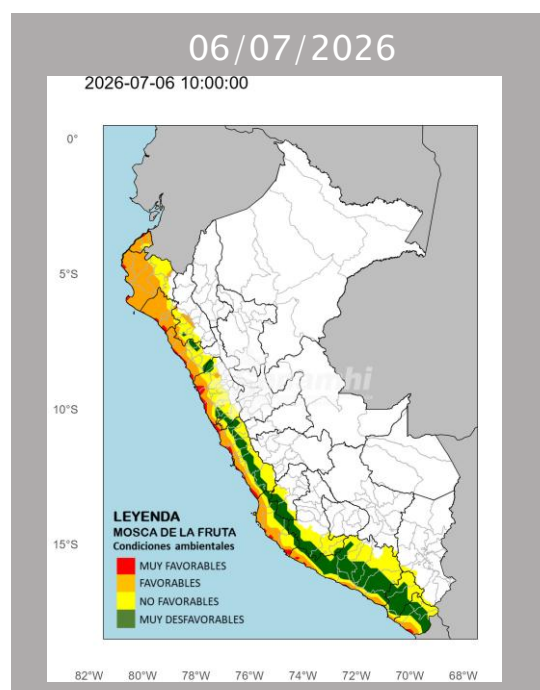 06/07/2026
2026-07-06 10:00:00
0°
5°S
10°S
15°S
LEYENDA
MOSCA DE LA FRUTA
Condiciones ambientales
MUY FAVORABLES
FAVORABLES
NO FAVORABLES
MUY DESFAVORABLES
82°W 80°W 78°W 76°W 74°W 72°W 70°W 68°W